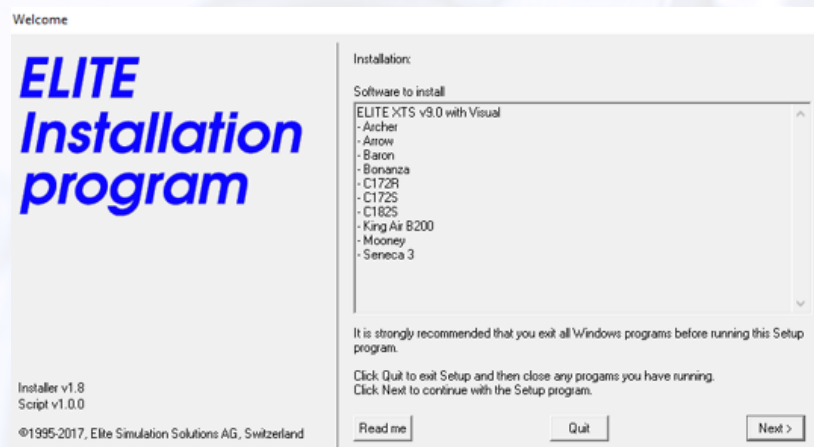 Welcome
ELITE
Installation
program
Installer v1.8
Script v1.0.0
©1995-2017, Elite Simulation Solutions AG, Switzerland
Installation:
Software to install
ELITE XTS v9.0 with Visual
- Archer
- Arrow
- Baron
- Bonanza
- C172R
- C172S
- C182S
- King Air B200
- Mooney
- Seneca 3
It is strongly recommended that you exit all Windows programs before running this Setup
program.
Click Quit to exit Setup and then close any progams you have running.
Click Next to continue with the Setup program.
Read me
Quit
Next >